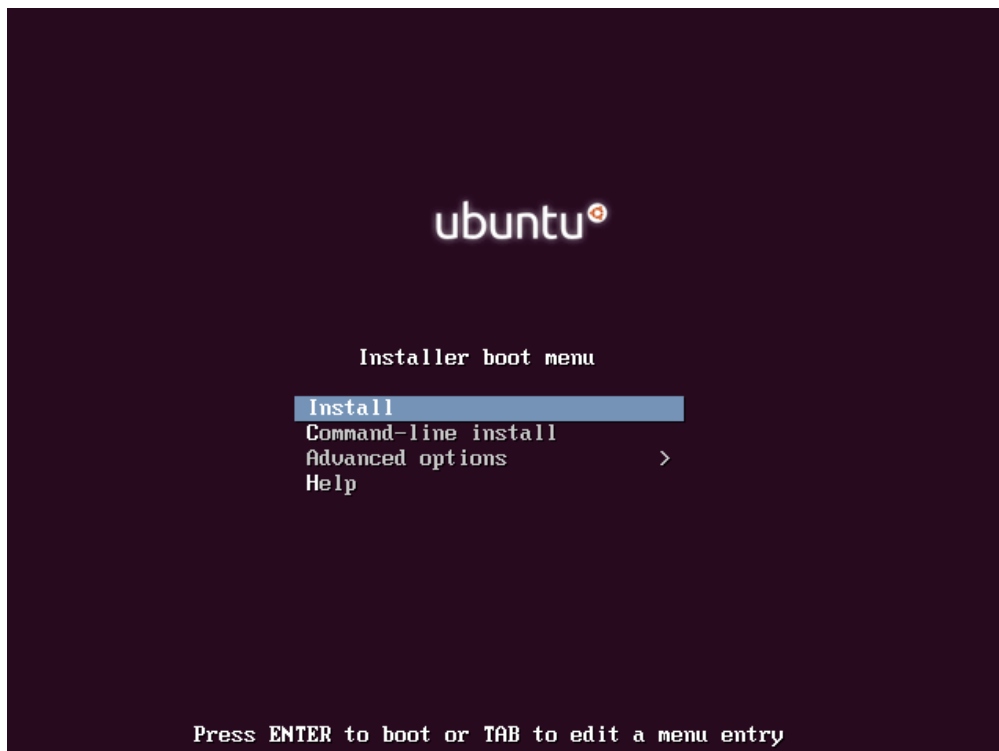 ubuntu
Installer boot menu
Install
Command-line install
Advanced options >
Help
Press ENTER to boot or TAB to edit a menu entry